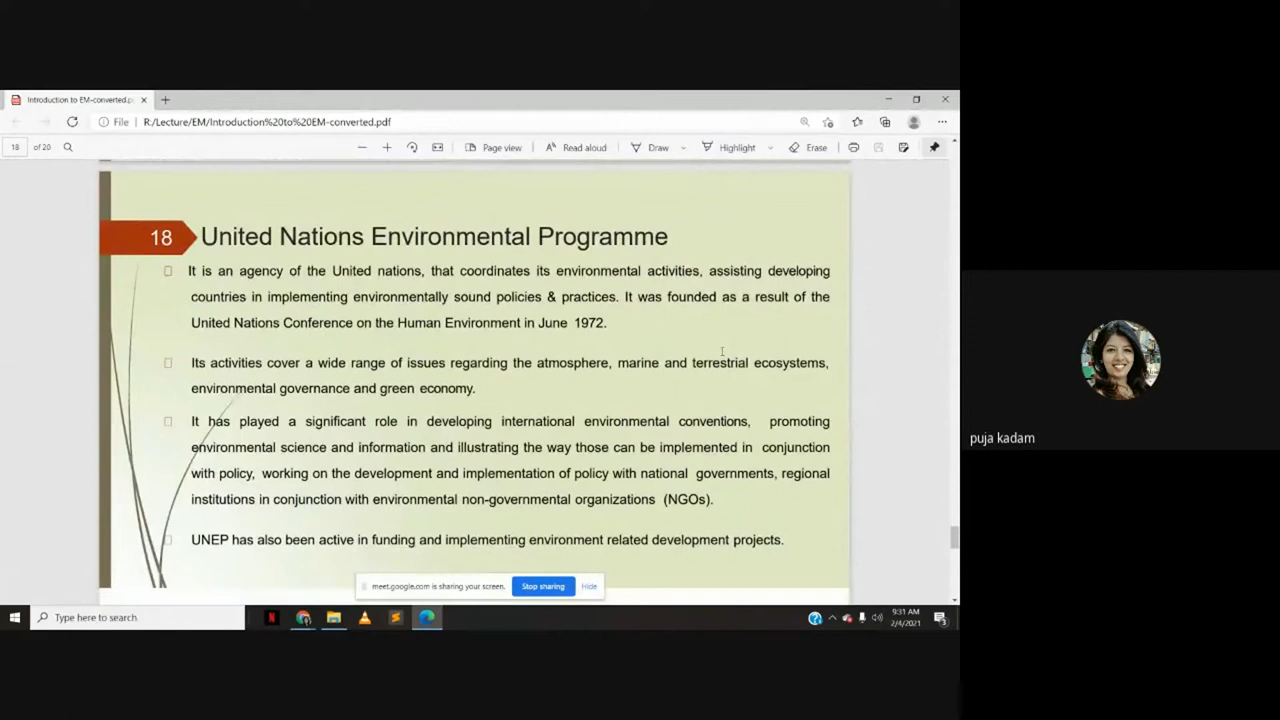 Introduction to EM-converted.p
File R:/Lecture/EM/Introduction%20to%20EM-converted.pdf
18 of 20 Page view Read aloud Draw Highlight Erase
18 United Nations Environmental Programme
It is an agency of the United nations, that coordinates its environmental activities, assisting developing
countries in implementing environmentally sound policies & practices. It was founded as a result of the
United Nations Conference on the Human Environment in June 1972.
Its activities cover a wide range of issues regarding the atmosphere, marine and terrestrial ecosystems,
environmental governance and green economy.
It has played a significant role in developing international environmental conventions, promoting
environmental science and information and illustrating the way those can be implemented in conjunction
with policy, working on the development and implementation of policy with national governments, regional
institutions in conjunction with environmental non-governmental organizations (NGOs).
UNEP has also been active in funding and implementing environment related development projects.
meet.google.com is sharing your screen. Stop sharing Hide
Type here to search
9:31 AM
2/4/2021
3
puja kadam